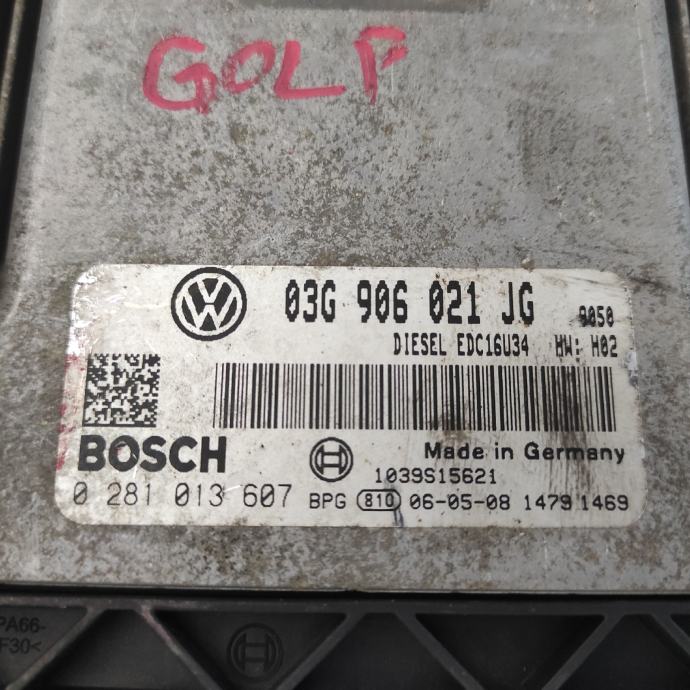 GOLF
03G 906 021 JG 9050
DIESEL EDC16U34 HW: H02
BOSCH
Made in Germany
1039S15621
0 281 013 607 BPG 810 06-05-08 1479 1469
PA66-
F30<